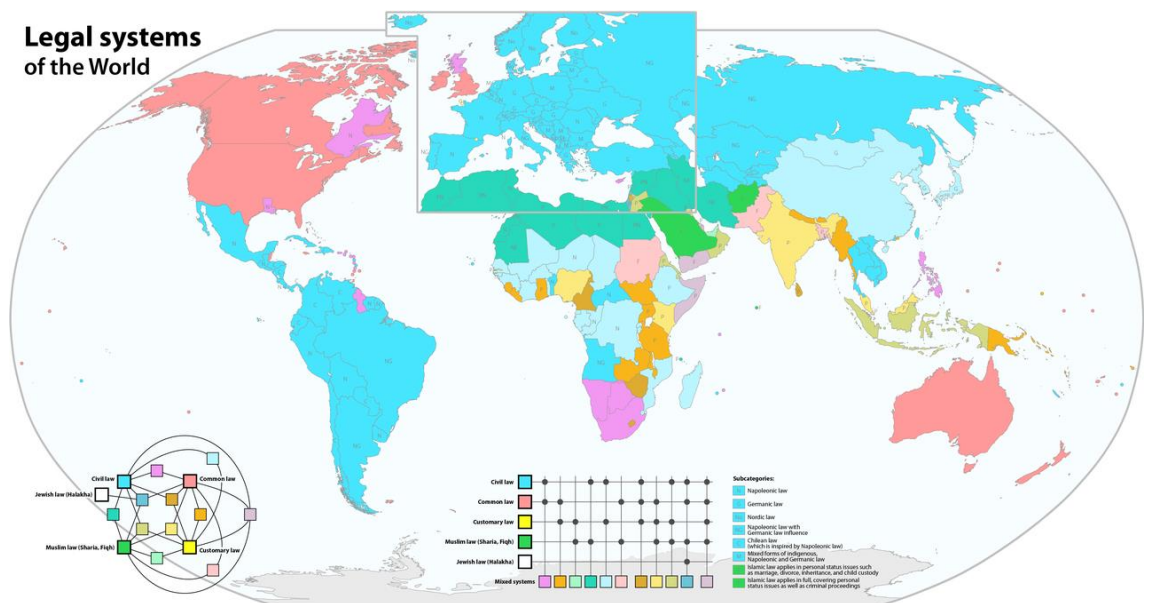 Legal systems
of the World
Civil law
Common law
Jewish law (Halakha)
Muslim law (Sharia, Fiqh)
Customary law
Civil law
Common law
Customary law
Muslim law (Sharia, Fiqh)
Jewish law (Halakha)
Mixed systems
Subcategories:
Napoleonic law
Germanic law
Nordic law
Napoleonic law with
Germanic law influence
Chilean law
(which is inspired by Napoleonic law)
Mixed forms of indigenous,
Napoleonic and Germanic law
Islamic law applies in personal status issues such
as marriage, divorce, inheritance, and child custody
Islamic law applies in full, covering personal
status issues as well as criminal proceedings